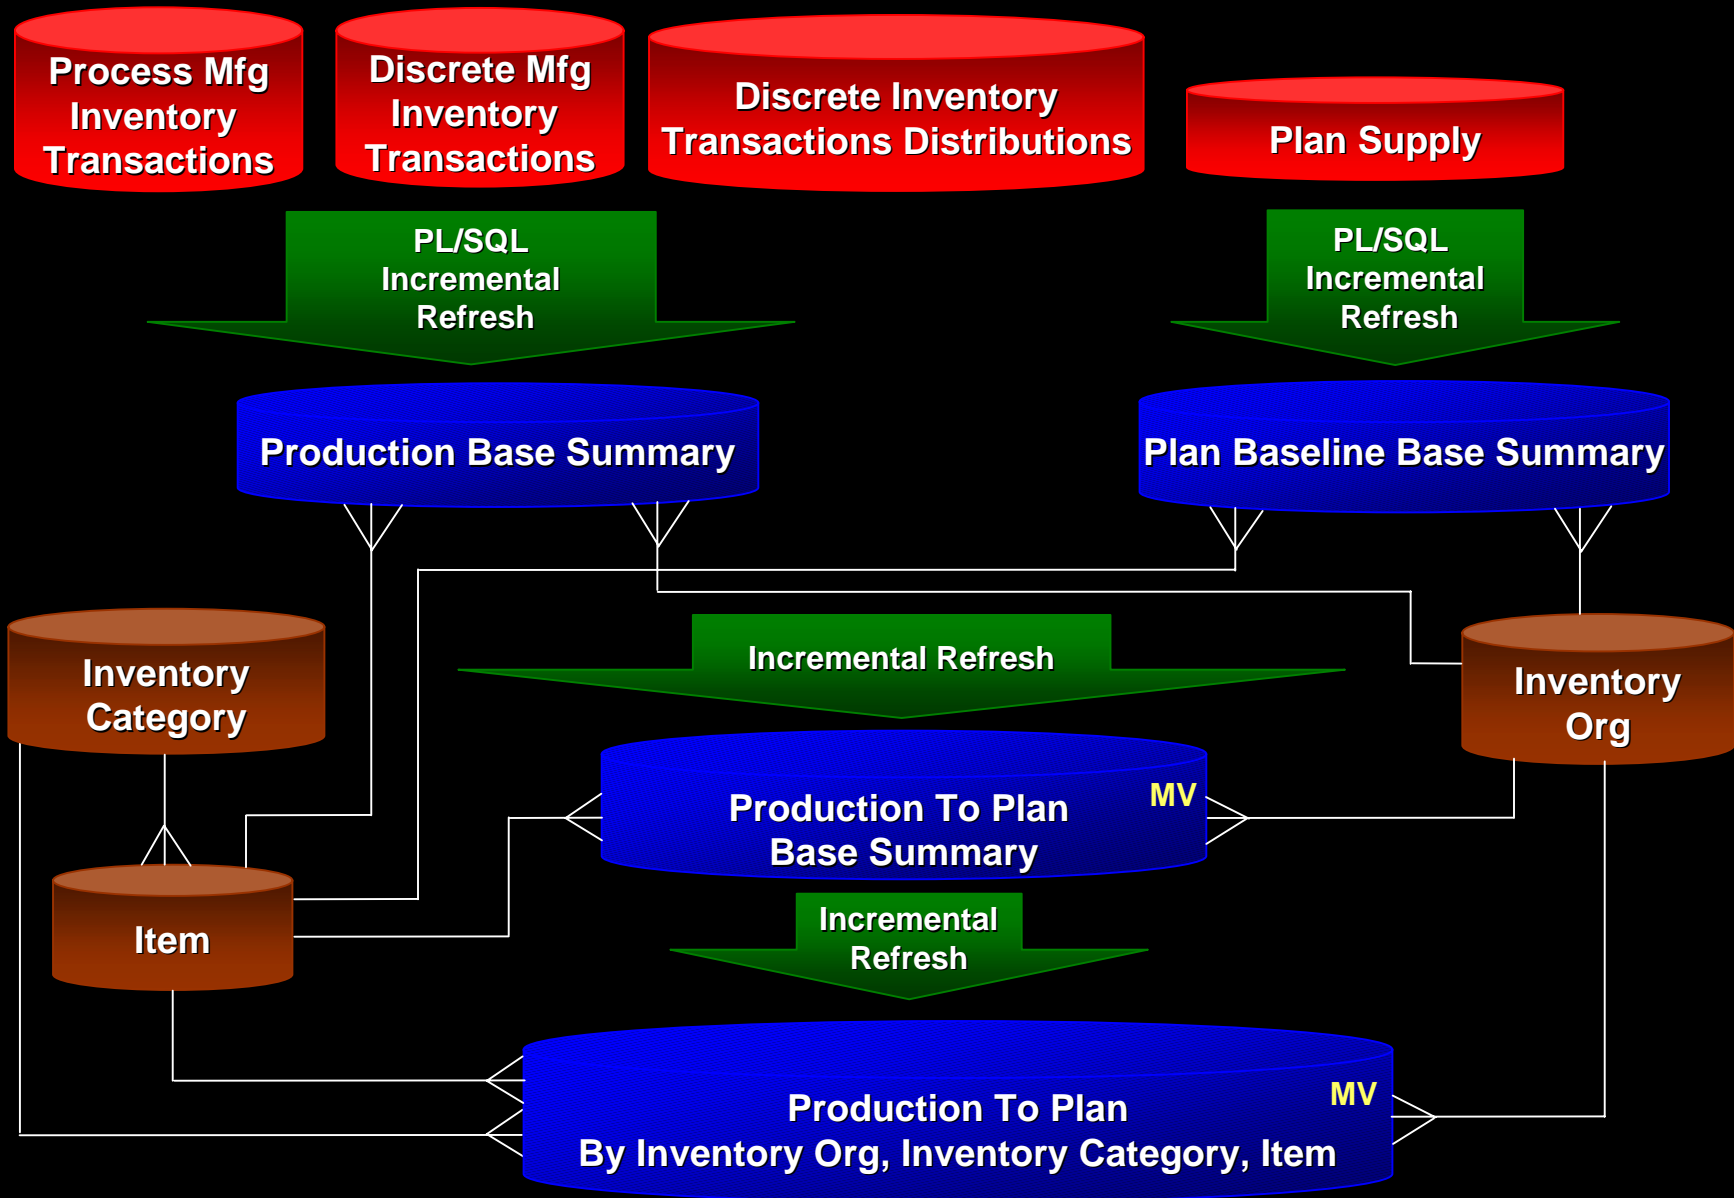 Process Mfg
Inventory
Transactions
Discrete Mfg
Inventory
Transactions
Discrete Inventory
Transactions Distributions
Plan Supply
PL/SQL
Incremental
Refresh
PL/SQL
Incremental
Refresh
Production Base Summary
Plan Baseline Base Summary
Inventory
Category
Incremental Refresh
Inventory
Org
MV
Production To Plan
Base Summary
Item
Incremental
Refresh
MV
Production To Plan
By Inventory Org, Inventory Category, Item